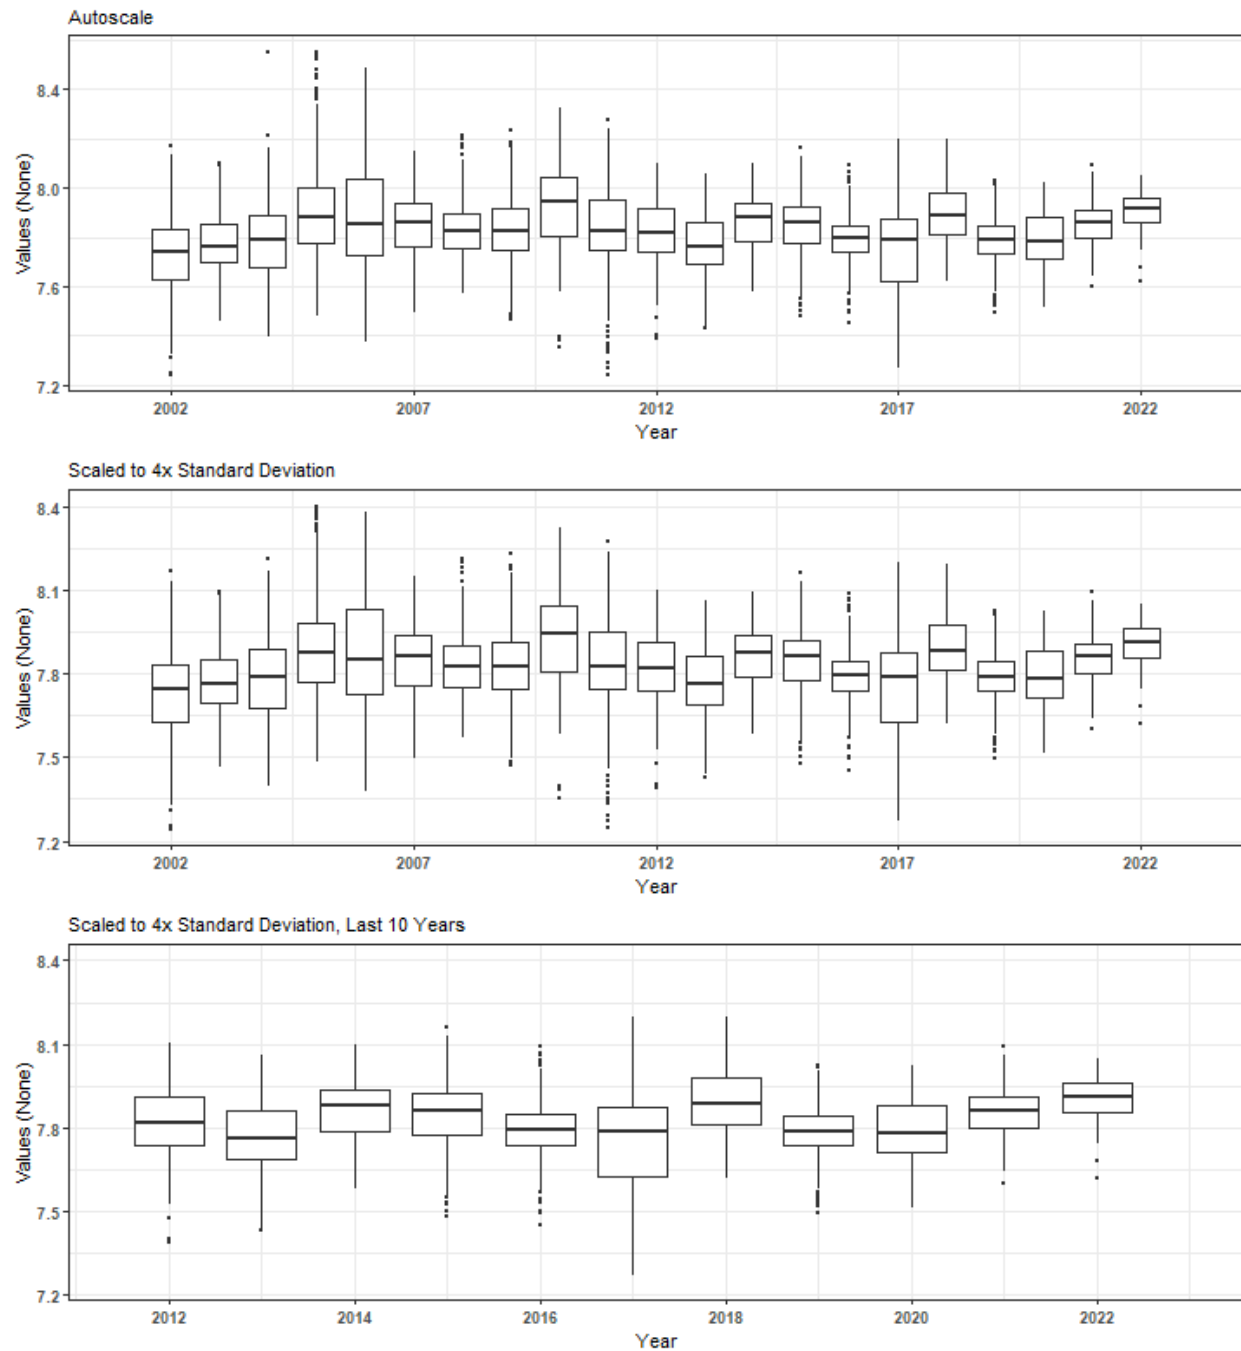 Autoscale
8.4
8.0
7.6
7.2
Values (None)
2002 2007 2012 2017 2022
Year
Scaled to 4x Standard Deviation
8.4
8.1
7.8
7.5
7.2
Values (None)
2002 2007 2012 2017 2022
Year
Scaled to 4x Standard Deviation, Last 10 Years
8.4
8.1
7.8
7.5
7.2
Values (None)
2012 2014 2016 2018 2020 2022
Year